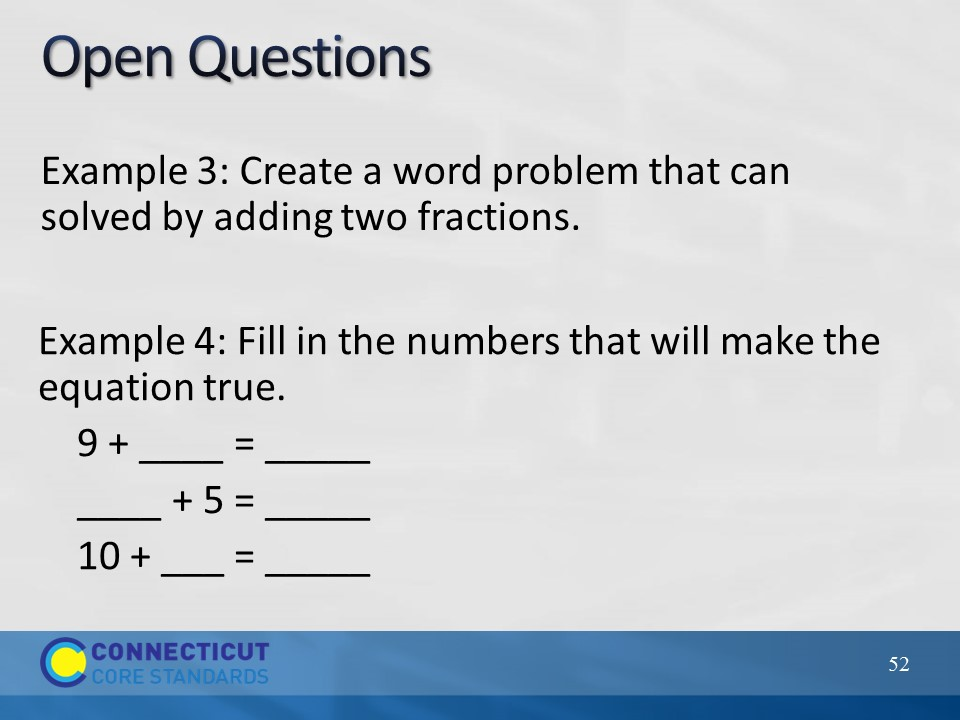 Open Questions
Example 3: Create a word problem that can
solved by adding two fractions.
Example 4: Fill in the numbers that will make the
equation true.
9 + ____ = _____
____ + 5 = _____
10 + ___ = _____
CONNECTICUT
CORE STANDARDS
52